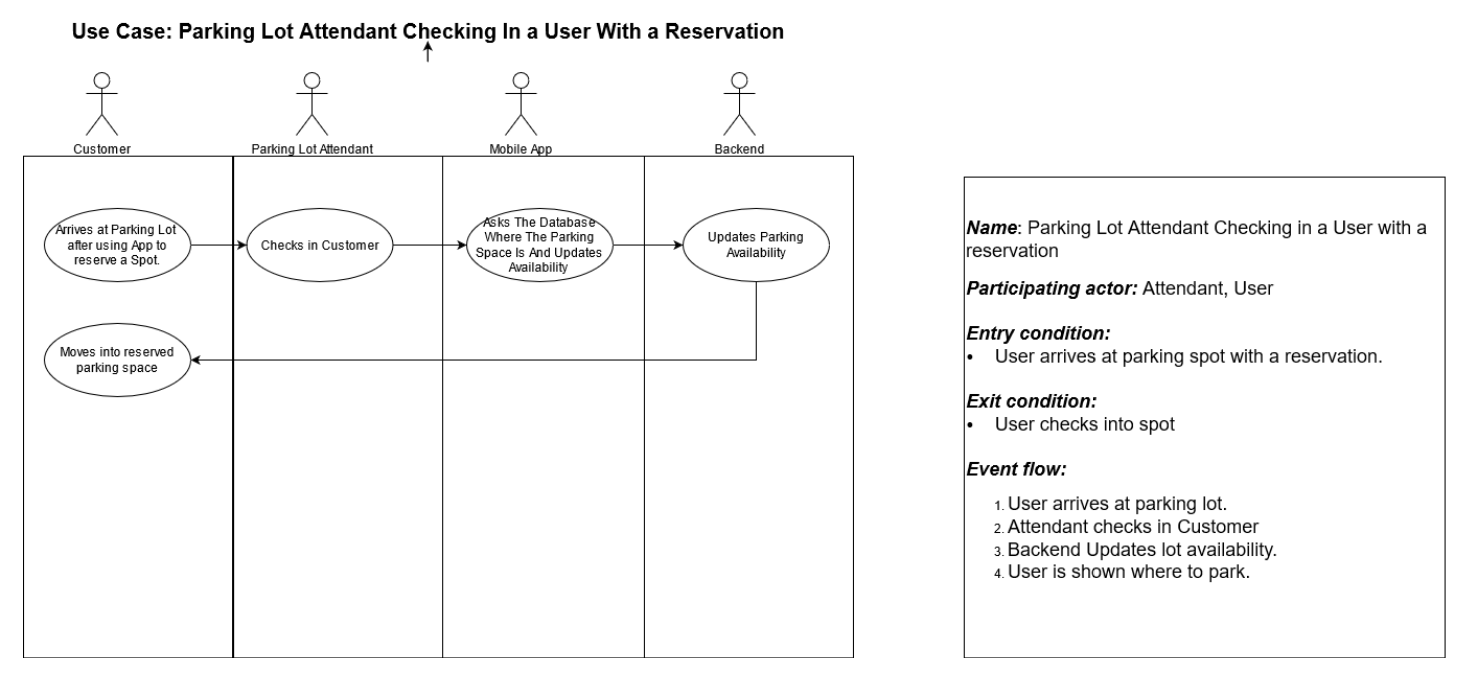 Use Case: Parking Lot Attendant Checking In a User With a Reservation
Customer
Parking Lot Attendant
Mobile App
Backend
Arrives at Parking Lot
after using App to
reserve a Spot.
Checks in Customer
Asks The Database
Where The Parking
Space Is And Updates
Availability
Updates Parking
Availability
Moves into reserved
parking space
Name: Parking Lot Attendant Checking in a User with a
reservation
Participating actor: Attendant, User
Entry condition:
• User arrives at parking spot with a reservation.
Exit condition:
• User checks into spot
Event flow:
1. User arrives at parking lot.
2. Attendant checks in Customer
3. Backend Updates lot availability.
4. User is shown where to park.